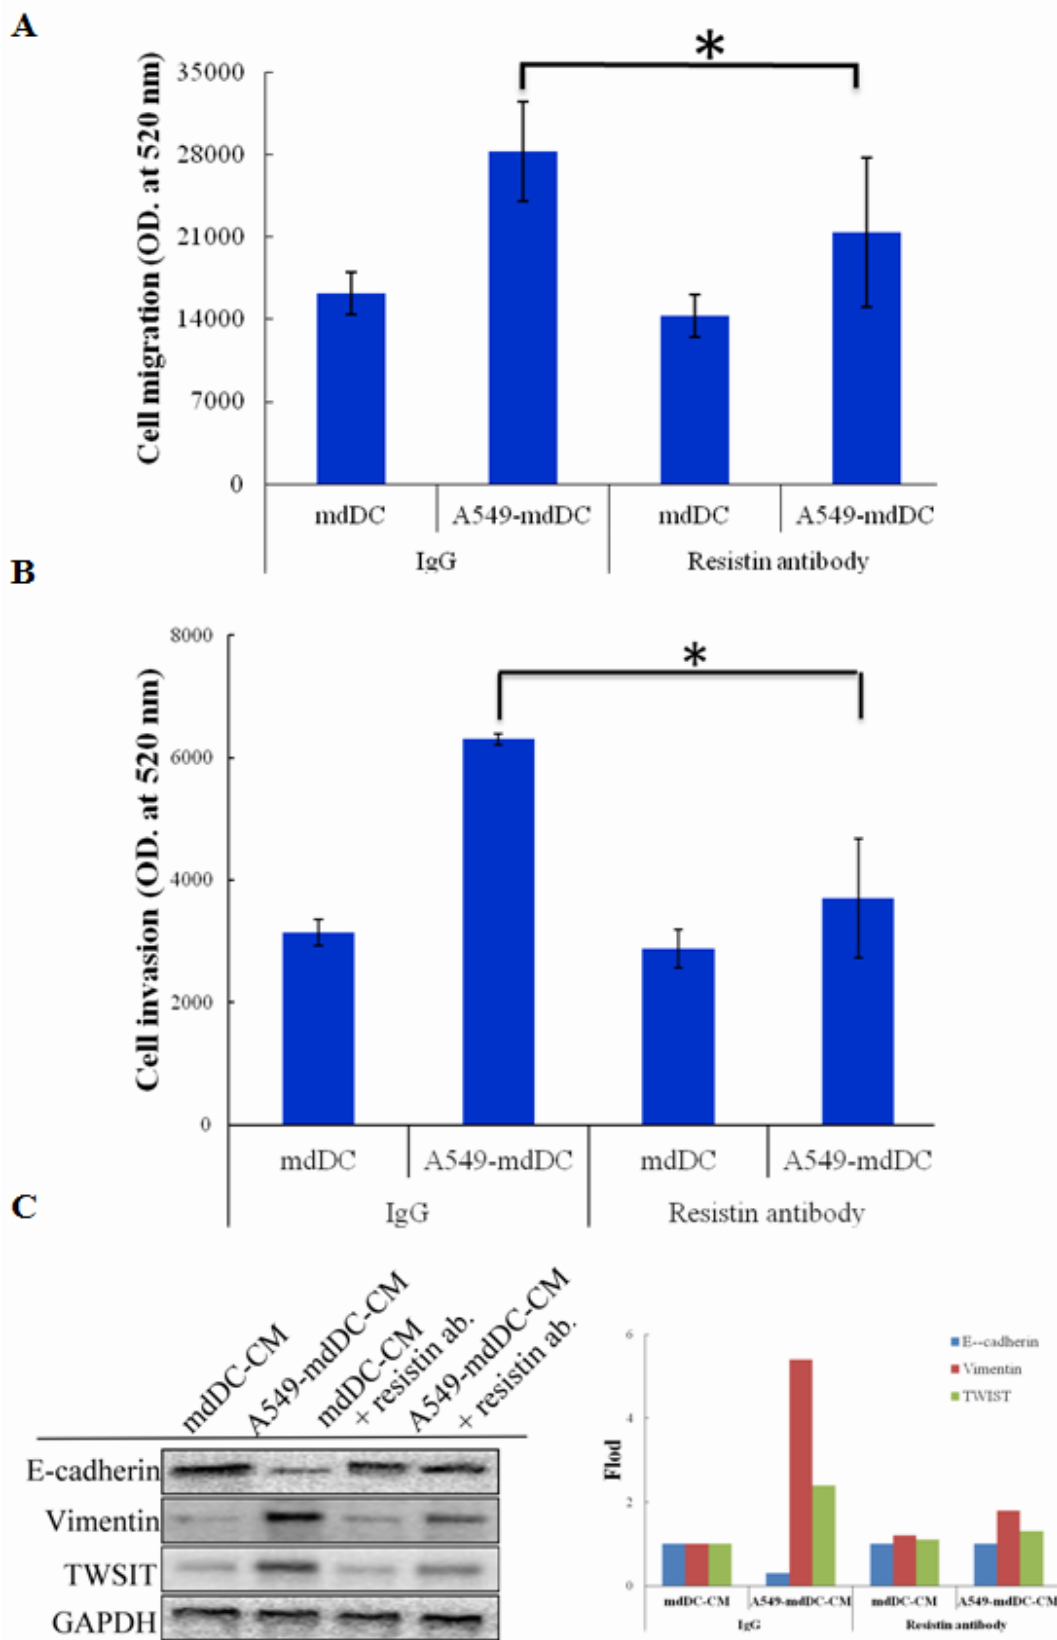 A
*
Cell migration (OD. at 520 nm)
35000
28000
21000
14000
7000
0
mdDC A549-mdDC mdDC A549-mdDC
IgG Resistin antibody
B
*
Cell invasion (OD. at 520 nm)
8000
6000
4000
2000
0
mdDC A549-mdDC mdDC A549-mdDC
IgG Resistin antibody
C
mdDC-CM
A549-mdDC-CM
mdDC-CM
+ resistin ab.
A549-mdDC-CM
+ resistin ab.
E-cadherin
Vimentin
TWSIT
GAPDH
Flod
6
4
2
0
E--cadherin
Vimentin
TWIST
mdDC-CM A549-mdDC-CM mdDC-CM A549-mdDC-CM
IgG Resistin antibody